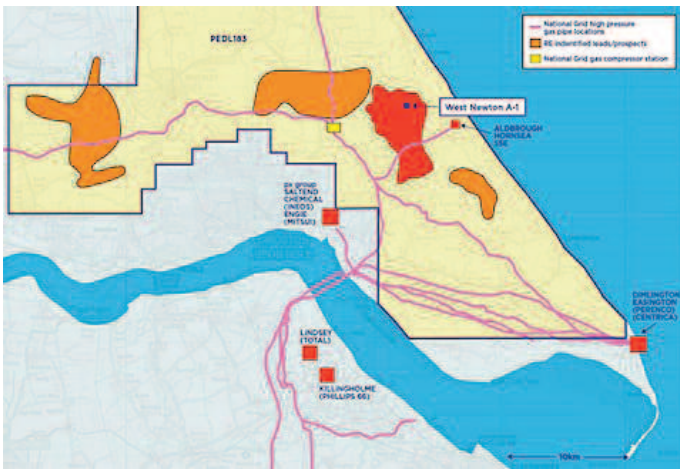 National Grid high pressure
gas pipe locations
RE indentified leads/prospects
National Grid gas compressor station
PEDL183
West Newton A-1
ALDBROUGH
HORNSEA
SSE
px group
SALTEND
CHEMICAL
(INEOS)
ENGIE
(MITSUI)
DIMLINGTON
EASINGTON
(PERENCO)
(CENTRICA)
LINDSEY
(TOTAL)
KILLINGHOLME
(PHILLIPS 66)
10km